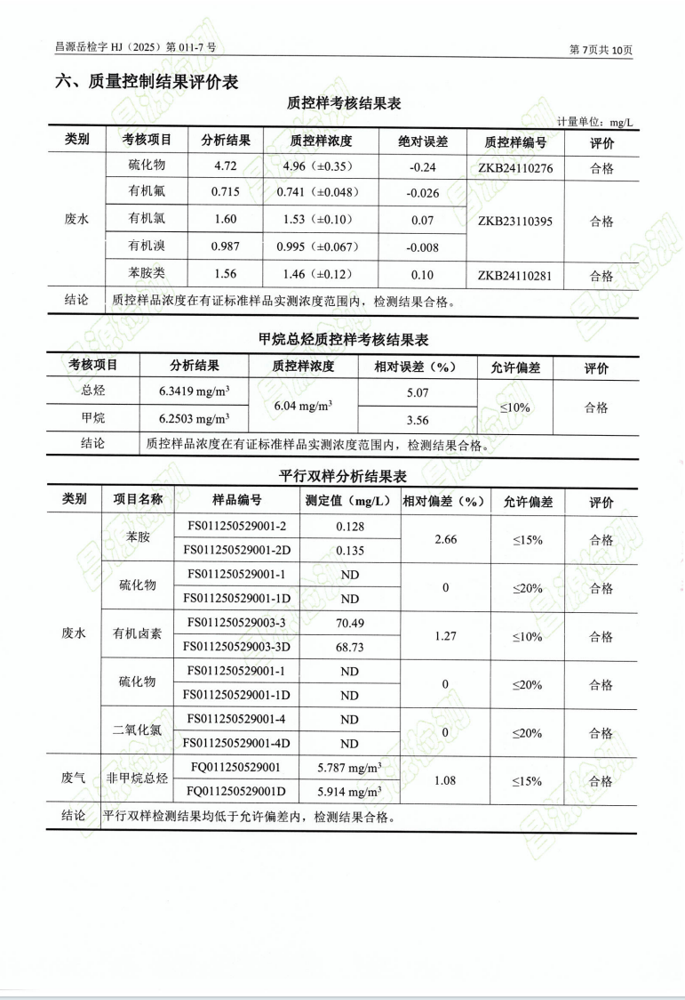 昌源岳检字 HJ（2025）第 011-7 号 第 7页共 10页
六、质量控制结果评价表
质控样考核结果表
计量单位：mg/L
类别 考核项目 分析结果 质控样浓度 绝对误差 质控样编号 评价
废水 硫化物 4.72 4.96（±0.35） -0.24 ZKB24110276 合格
有机氟 0.715 0.741（±0.048） -0.026 ZKB23110395 合格
有机氯 1.60 1.53（±0.10） 0.07
有机溴 0.987 0.995（±0.067） -0.008
苯胺类 1.56 1.46（±0.12） 0.10 ZKB24110281 合格
结论 质控样品浓度在有证标准样品实测浓度范围内，检测结果合格。
甲烷总烃质控样考核结果表
考核项目 分析结果 质控样浓度 相对误差（%） 允许偏差 评价
总烃 6.3419 mg/m³ 6.04 mg/m³ 5.07 ≤10% 合格
甲烷 6.2503 mg/m³ 3.56
结论 质控样品浓度在有证标准样品实测浓度范围内，检测结果合格。
平行双样分析结果表
类别 项目名称 样品编号 测定值（mg/L） 相对偏差（%） 允许偏差 评价
废水 苯胺 FS011250529001-2 0.128 2.66 ≤15% 合格
FS011250529001-2D 0.135
硫化物 FS011250529001-1 ND 0 ≤20% 合格
FS011250529001-1D ND
有机卤素 FS011250529003-3 70.49 1.27 ≤10% 合格
FS011250529003-3D 68.73
硫化物 FS011250529001-1 ND 0 ≤20% 合格
FS011250529001-1D ND
二氧化氯 FS011250529001-4 ND 0 ≤20% 合格
FS011250529001-4D ND
废气 非甲烷总烃 FQ011250529001 5.787 mg/m³ 1.08 ≤15% 合格
FQ011250529001D 5.914 mg/m³
结论 平行双样检测结果均低于允许偏差内，检测结果合格。